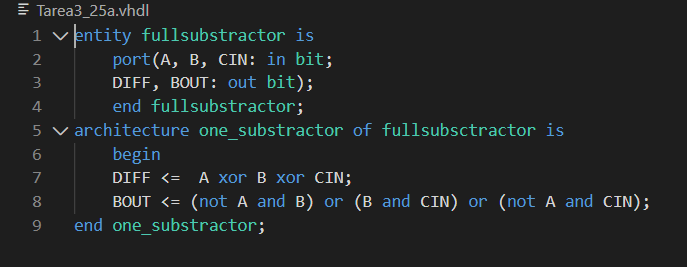 Tarea3_25a.vhdl
1 entity fullsubstractor is
2 port(A, B, CIN: in bit;
3 DIFF, BOUT: out bit);
4 end fullsubstractor;
5 architecture one_substractor of fullsubsctractor is
6 begin
7 DIFF <=  A xor B xor CIN;
8 BOUT <= (not A and B) or (B and CIN) or (not A and CIN);
9 end one_substractor;